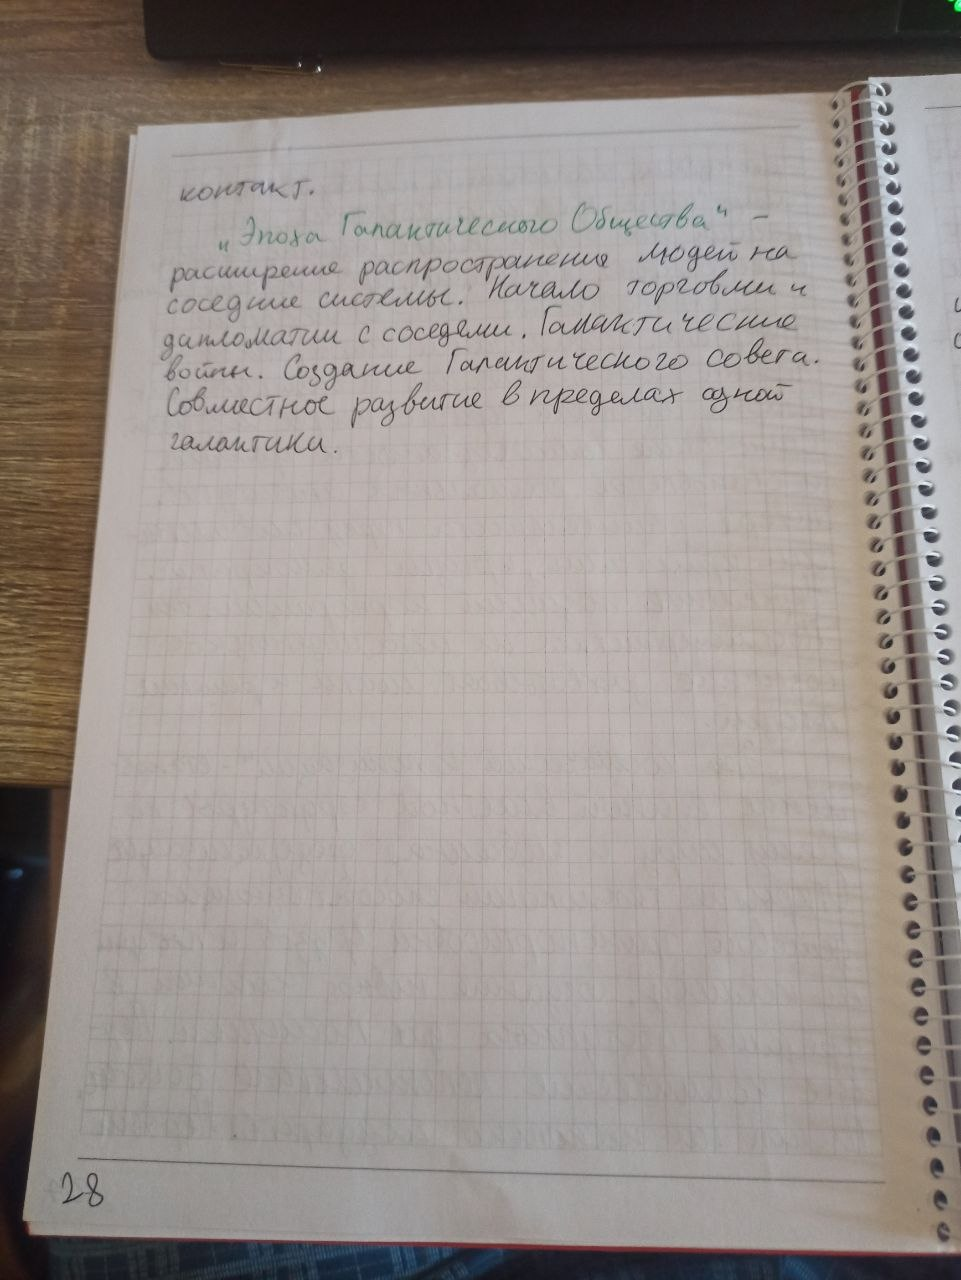 контакт.
„Эпоха Галактического Общества“ –
расширение распространения людей на
соседние системы. Начало торговли и
дипломатии с соседями. Галактические
войны. Создание Галактического совета.
Совместное развитие в пределах одной
галактики.
28